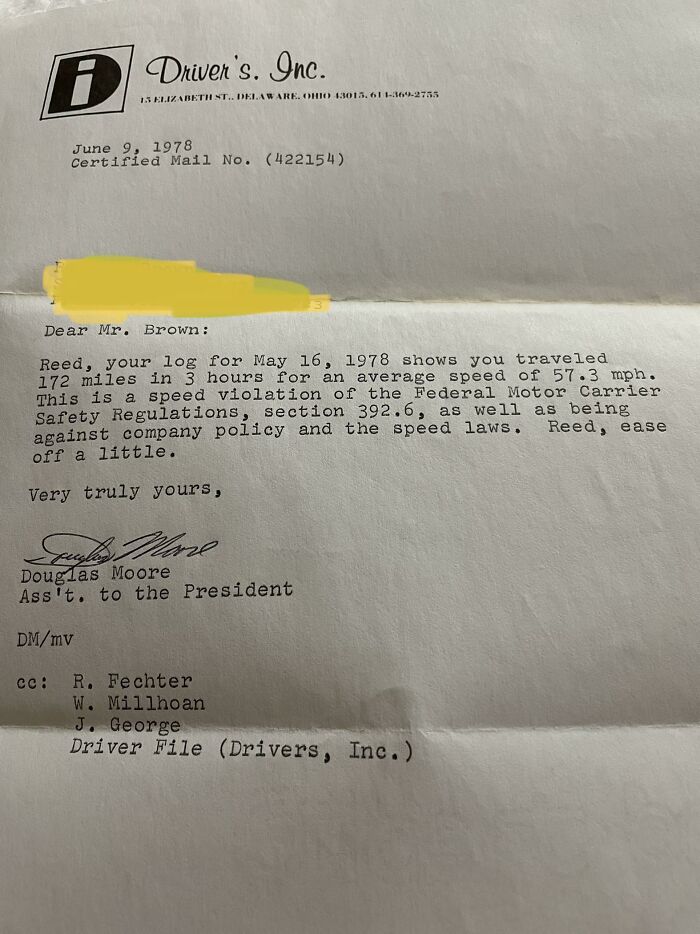 iD
Driver's. Inc.
15 ELIZABETH ST., DELAWARE, OHIO 43015, 614-369-2755
June 9, 1978
Certified Mail No. (422154)
3
Dear Mr. Brown:
Reed, your log for May 16, 1978 shows you traveled
172 miles in 3 hours for an average speed of 57.3 mph.
This is a speed violation of the Federal Motor Carrier
Safety Regulations, section 392.6, as well as being
against company policy and the speed laws. Reed, ease
off a little.
Very truly yours,
Douglas Moore
Douglas Moore
Ass't. to the President
DM/mv
cc: R. Fechter
W. Millhoan
J. George
Driver File (Drivers, Inc.)